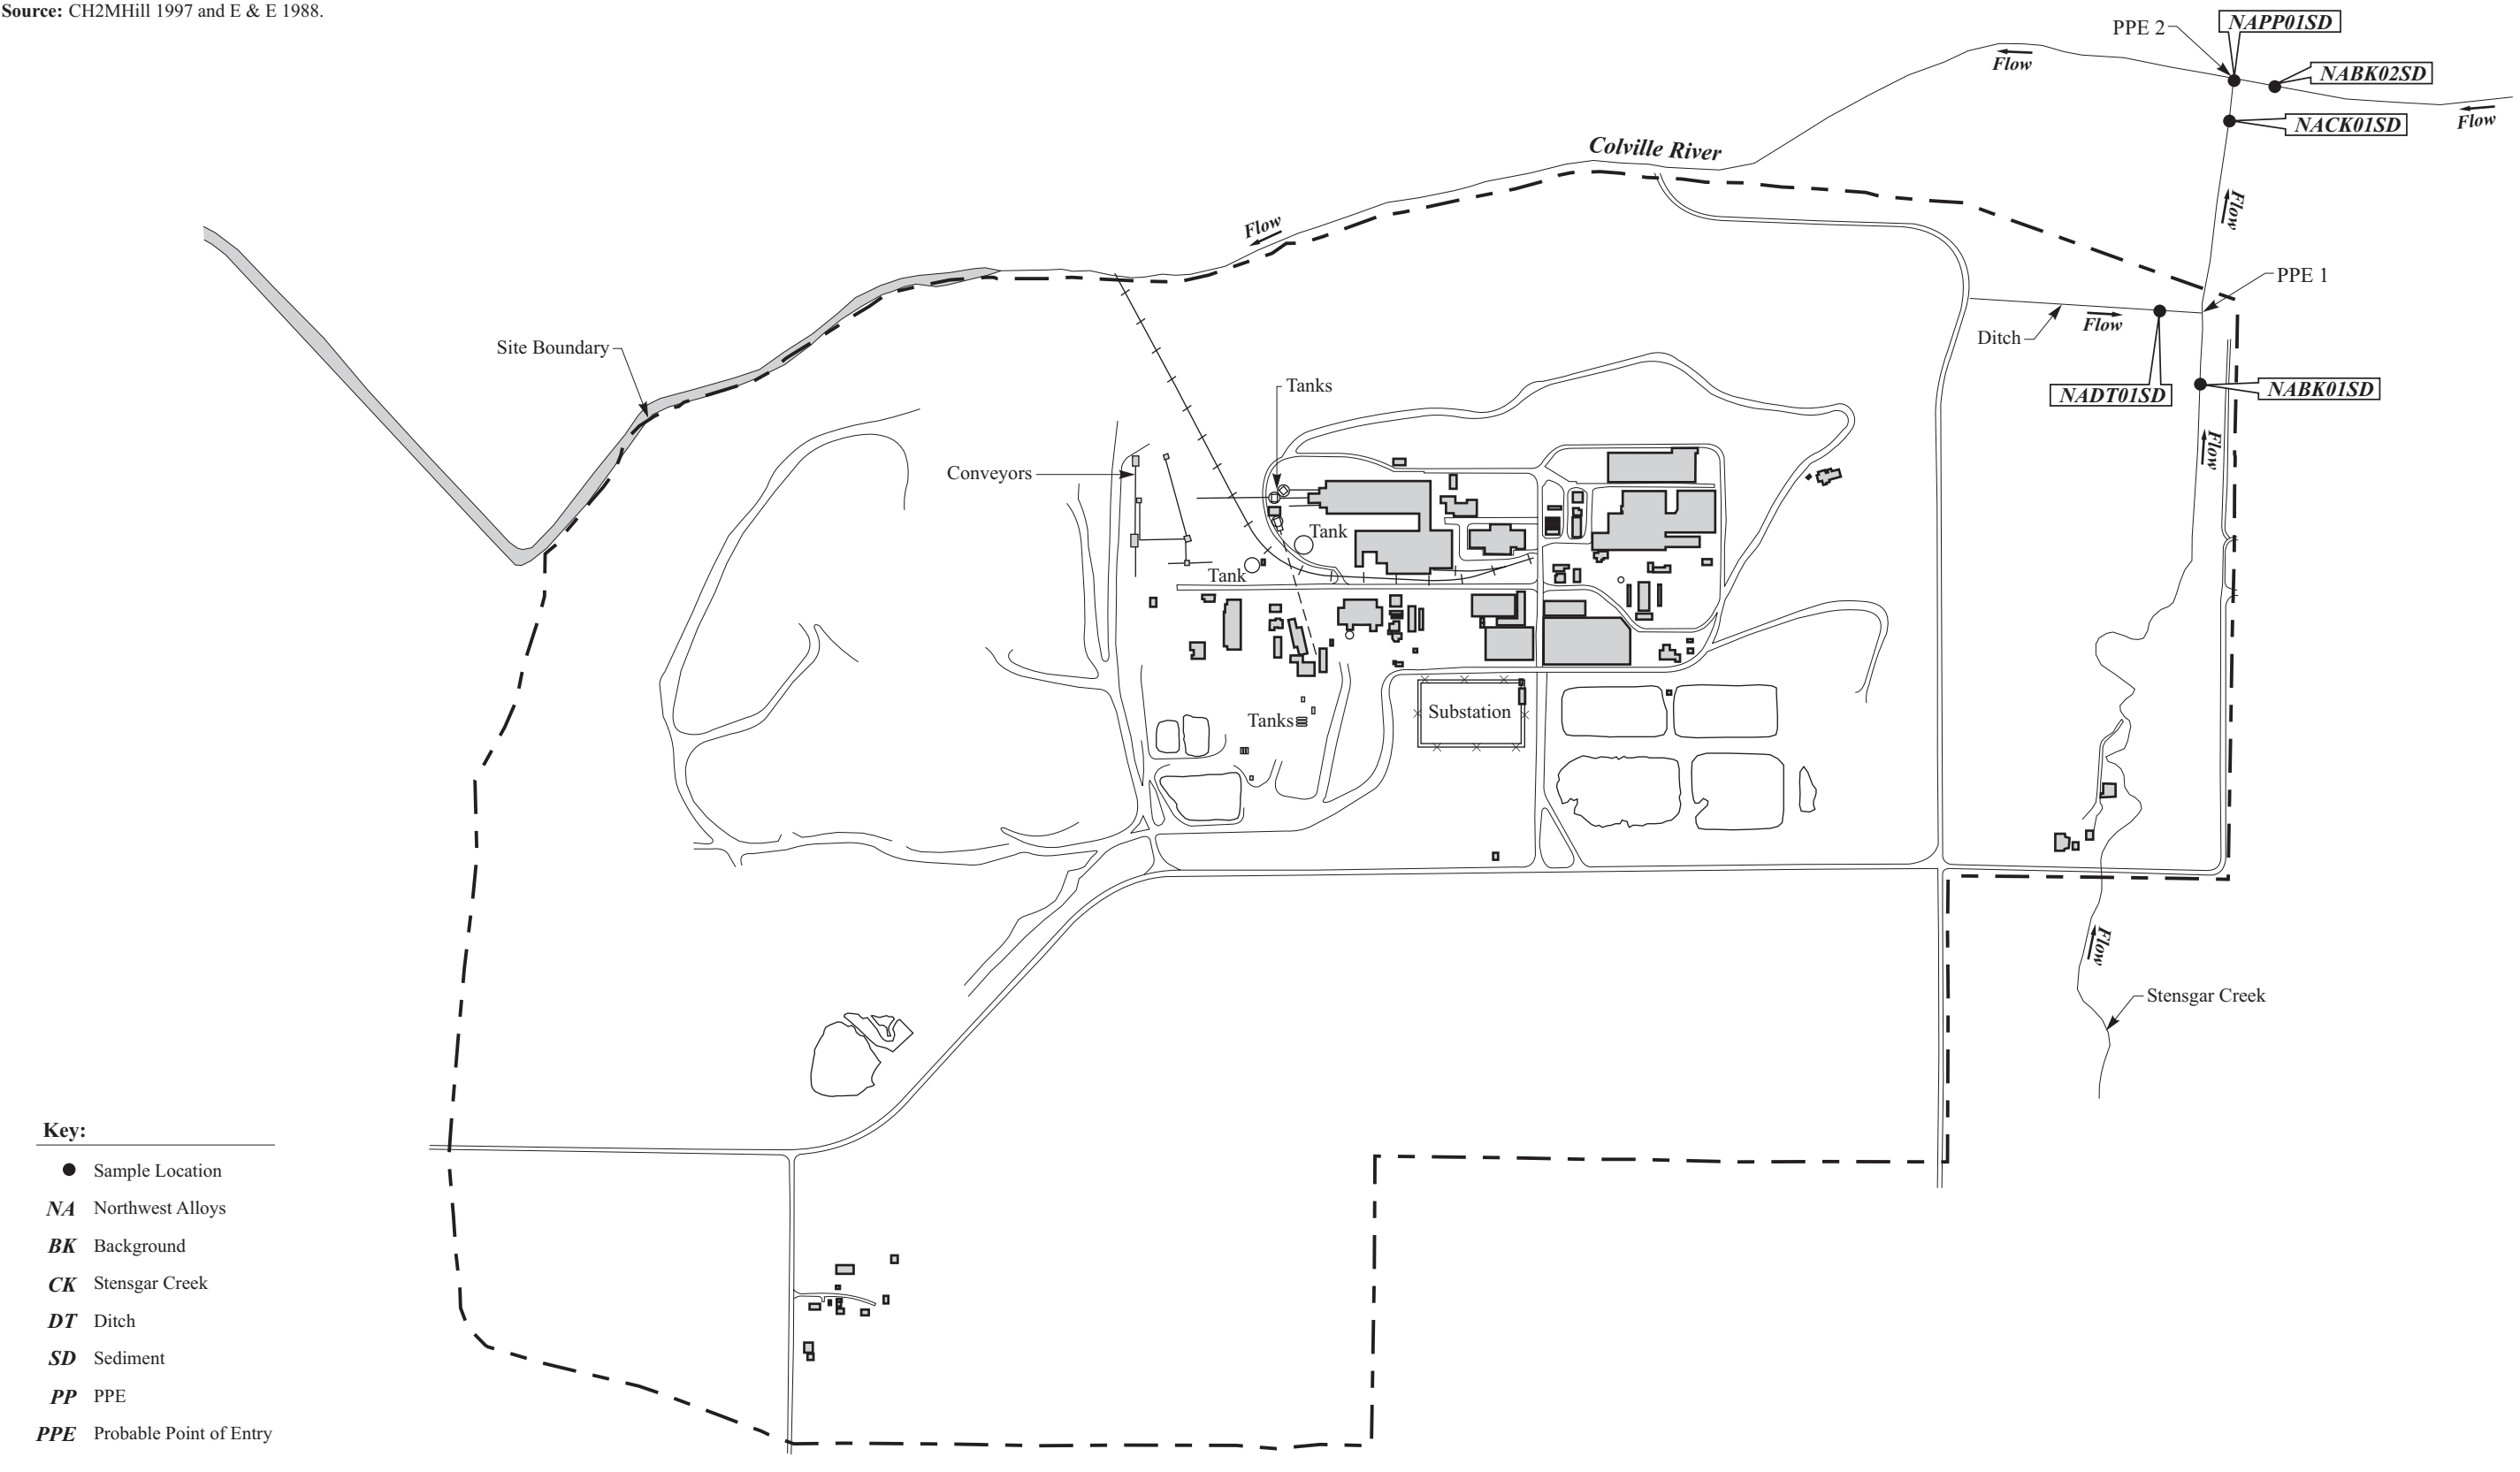 Source: CH2MHill 1997 and E & E 1988.
PPE 2
NAPP01SD
NABK02SD
Flow
Flow
NACK01SD
Colville River
Flow
Flow
PPE 1
Ditch
Flow
Site Boundary
NADT01SD
NABK01SD
Tanks
Flow
Conveyors
Tank
Tank
Substation
Tanks
Flow
Stensgar Creek
Key:
Sample Location
NA Northwest Alloys
BK Background
CK Stensgar Creek
DT Ditch
SD Sediment
PP PPE
PPE Probable Point of Entry